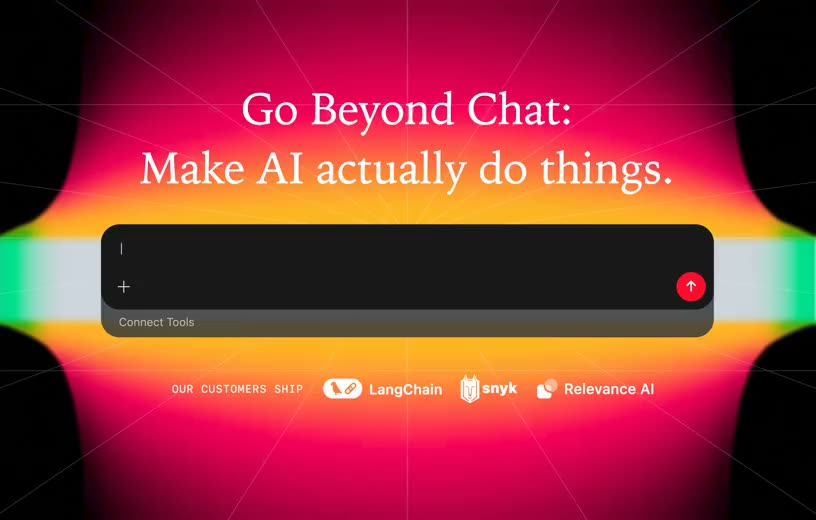 Go Beyond Chat:
Make AI actually do things.
Connect Tools
OUR CUSTOMERS SHIP LangChain snyk Relevance AI